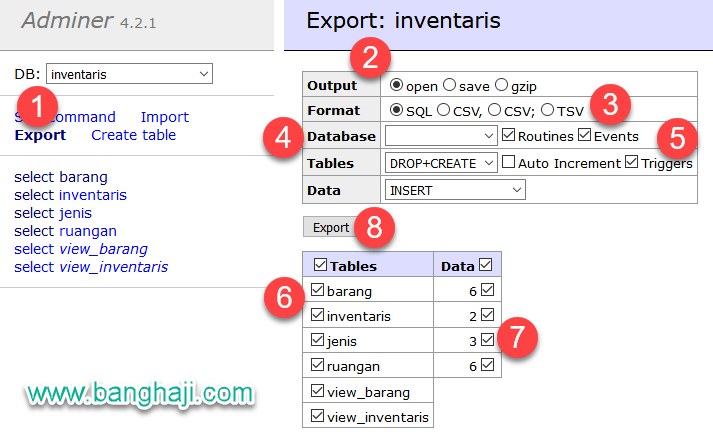 Adminer 4.2.1
DB: inventaris
1
command Import
Export Create table
select barang
select inventaris
select jenis
select ruangan
select view_barang
select view_inventaris
Export: inventaris
2
Output open save gzip
Format SQL CSV, CSV; TSV 3
4 Database Routines Events 5
Tables DROP+CREATE Auto Increment Triggers
Data INSERT
Export 8
Tables Data
6 barang 6
inventaris 2
jenis 3 7
ruangan 6
view_barang
view_inventaris
www.banghaji.com